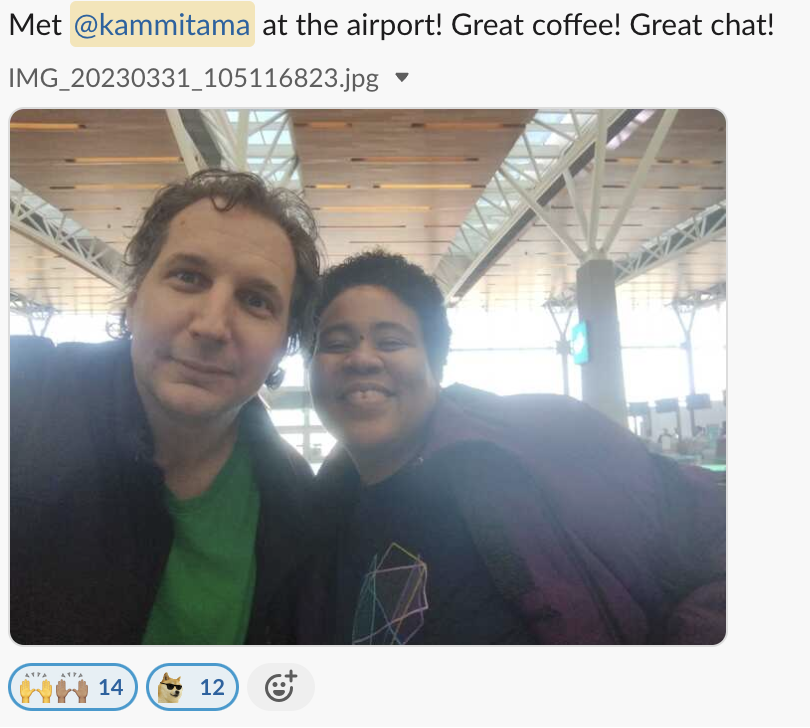 Met @kammitama at the airport! Great coffee! Great chat!
IMG_20230331_105116823.jpg
14
12